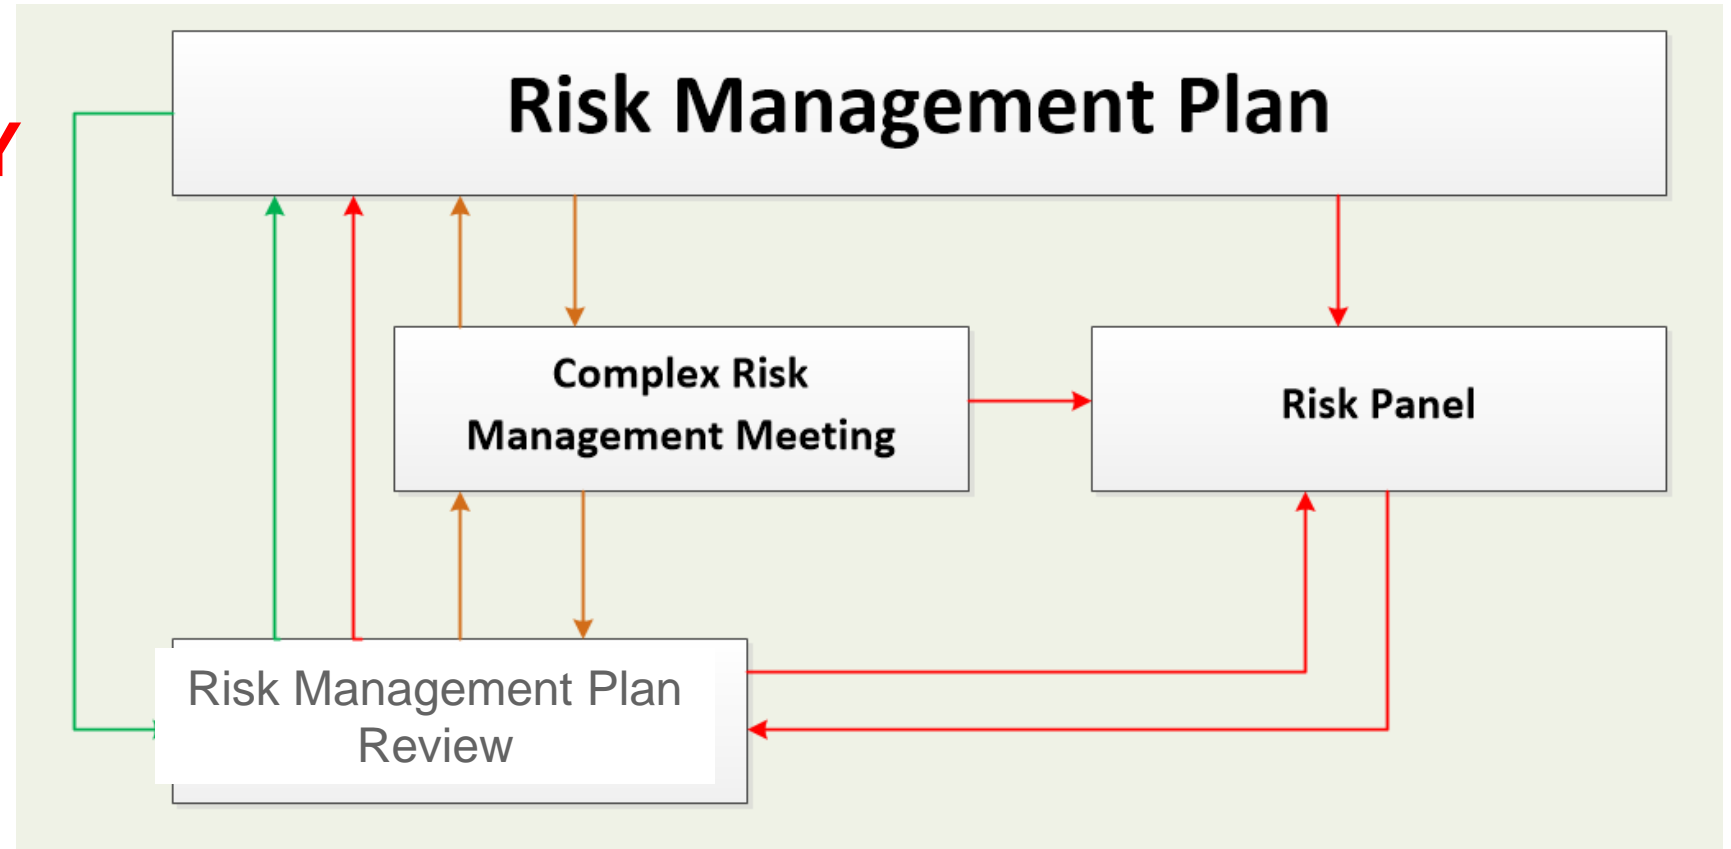 Risk Management Plan
Y
Complex Risk
Management Meeting
Risk Panel
Risk Management Plan
Review